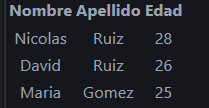 Nombre Apellido Edad
Nicolas Ruiz 28
David Ruiz 26
Maria Gomez 25